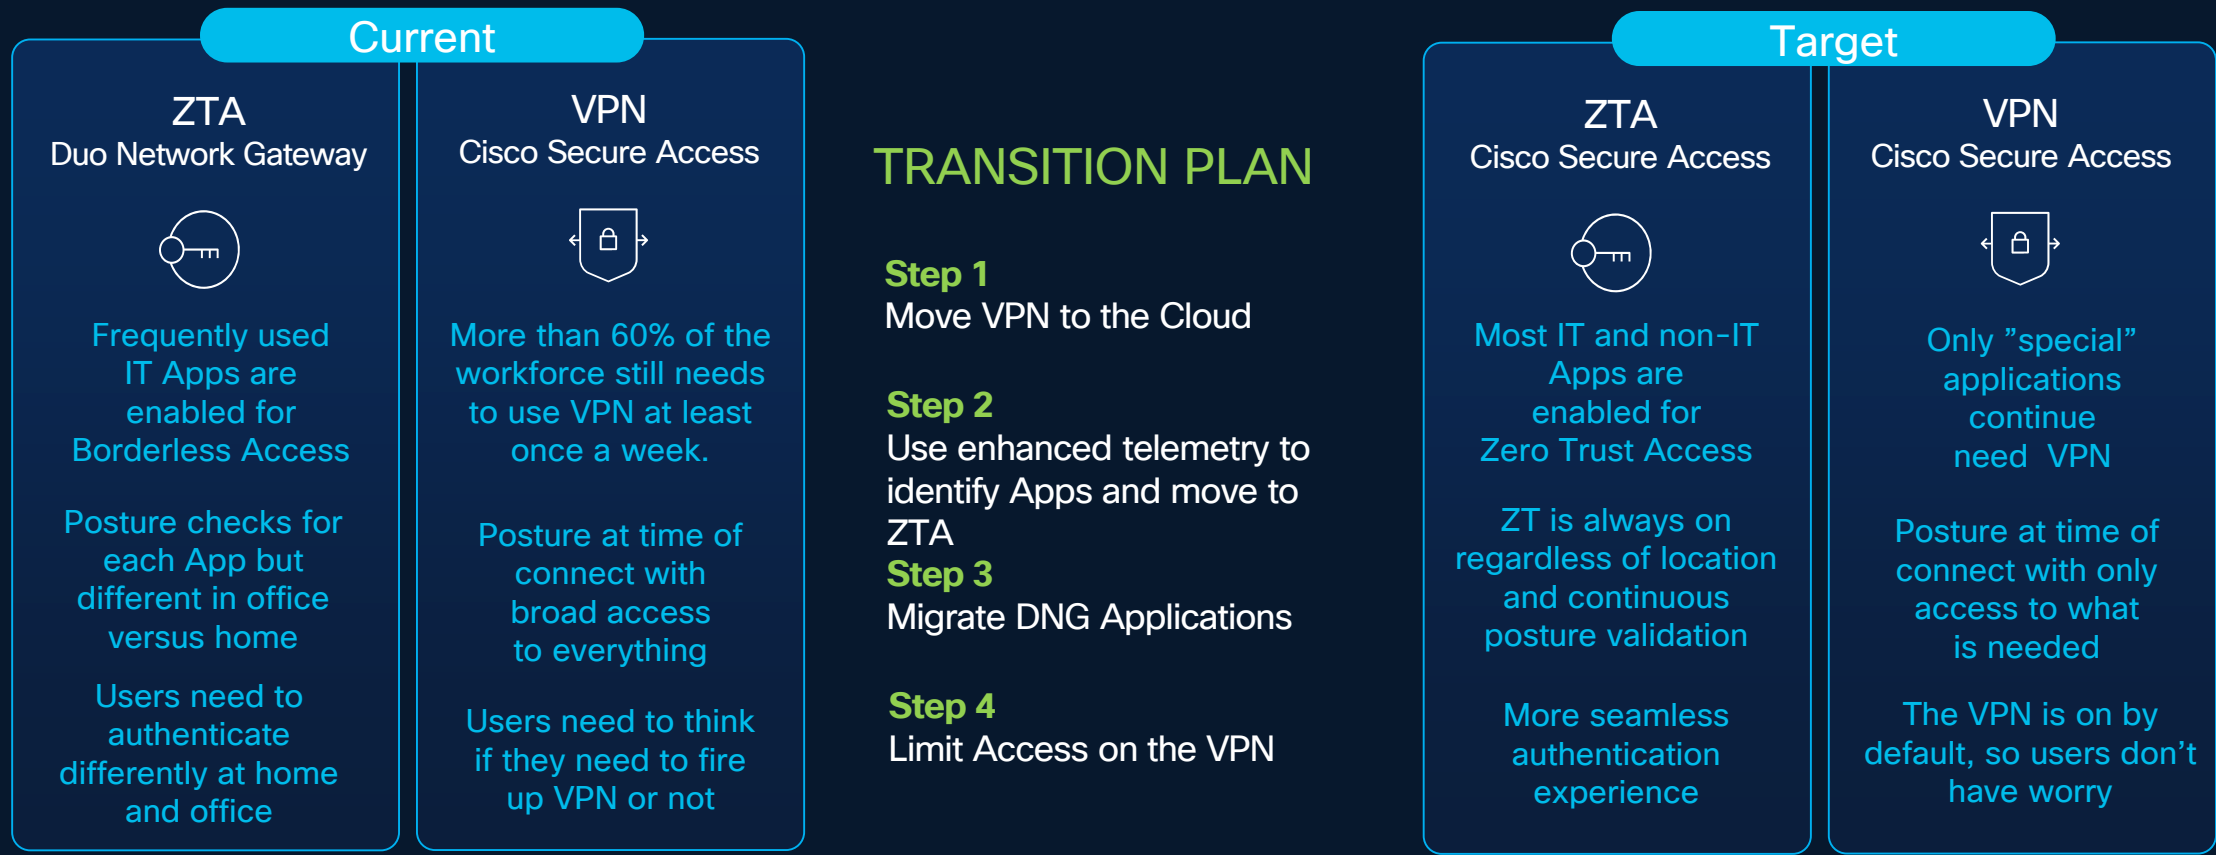 Current
ZTA
Duo Network Gateway
Frequently used
IT Apps are
enabled for
Borderless Access
Posture checks for
each App but
different in office
versus home
Users need to
authenticate
differently at home
and office
VPN
Cisco Secure Access
More than 60% of the
workforce still needs
to use VPN at least
once a week.
Posture at time of
connect with
broad access
to everything
Users need to think
if they need to fire
up VPN or not
TRANSITION PLAN
Step 1
Move VPN to the Cloud
Step 2
Use enhanced telemetry to
identify Apps and move to
ZTA
Step 3
Migrate DNG Applications
Step 4
Limit Access on the VPN
Target
ZTA
Cisco Secure Access
Most IT and non-IT
Apps are
enabled for
Zero Trust Access
ZT is always on
regardless of location
and continuous
posture validation
More seamless
authentication
experience
VPN
Cisco Secure Access
Only ”special”
applications
continue
need  VPN
Posture at time of
connect with only
access to what
is needed
The VPN is on by
default, so users don’t
have worry